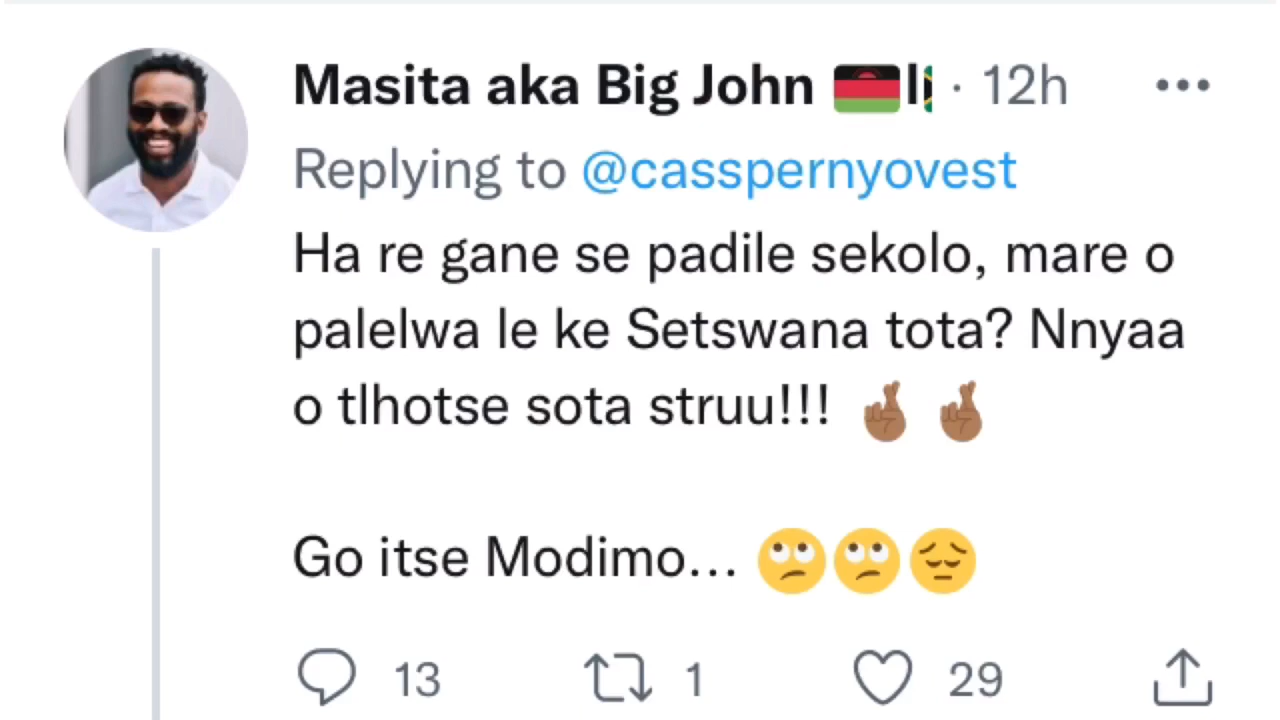 Masita aka Big John 🇲🇼 · 12h
Replying to @casspernyovest
Ha re gane se padile sekolo, mare o
palelwa le ke Setswana tota? Nnyaa
o tlhotse sota struu!!! 🤞🏾 🤞🏾
Go itse Modimo... 🙄🙄😔
13 1 29